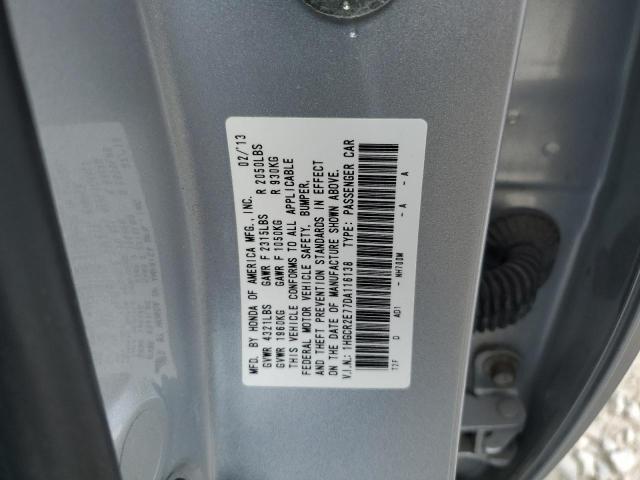 MFD. BY HONDA OF AMERICA MFG., INC. 02/'13
GVWR 4321LBS GAWR F 2315LBS R 2050LBS
GVWR 1960KG GAWR F 1050KG R 930KG
THIS VEHICLE CONFORMS TO ALL APPLICABLE
FEDERAL MOTOR VEHICLE SAFETY, BUMPER,
AND THEFT PREVENTION STANDARDS IN EFFECT
ON THE DATE OF MANUFACTURE SHOWN ABOVE.
V.I.N.: 1HGCR2E77DA116136 TYPE: PASSENGER CAR
T2F D AD1 - NH700M - A - A